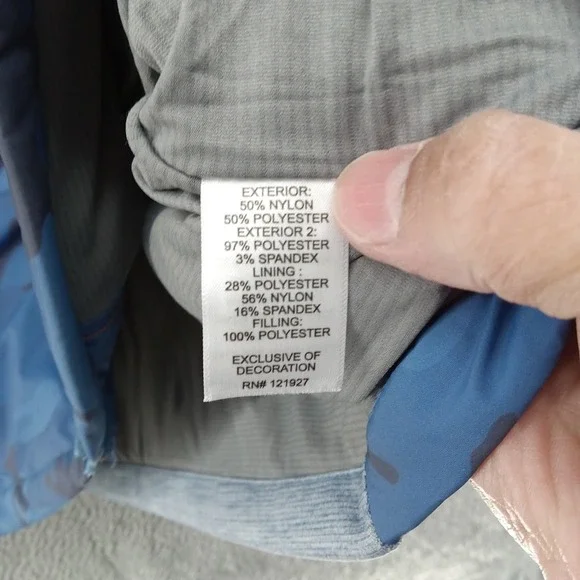 EXTERIOR:
50% NYLON
50% POLYESTER
EXTERIOR 2:
97% POLYESTER
3% SPANDEX
LINING :
28% POLYESTER
56% NYLON
16% SPANDEX
FILLING:
100% POLYESTER
EXCLUSIVE OF
DECORATION
RN# 121927